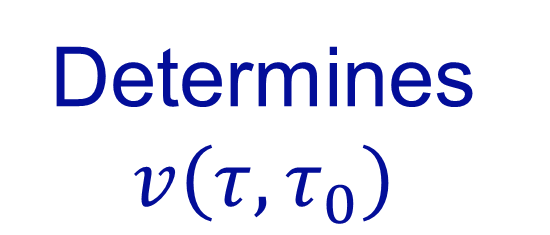 Determines
𝑣(𝜏, 𝜏₀)